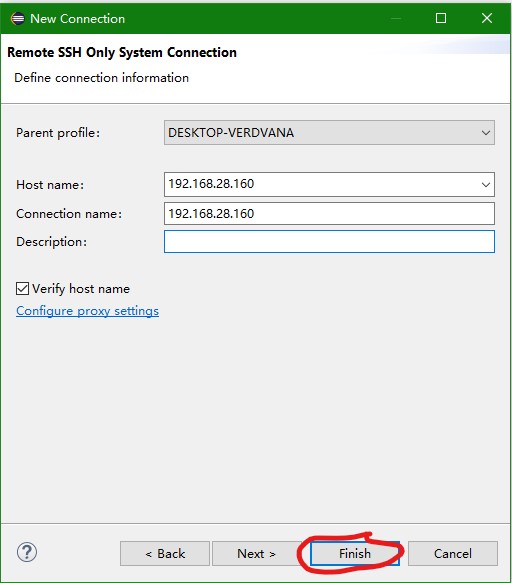 New Connection
Remote SSH Only System Connection
Define connection information
Parent profile: DESKTOP-VERDVANA
Host name: 192.168.28.160
Connection name: 192.168.28.160
Description:
Verify host name
Configure proxy settings
? < Back Next > Finish Cancel